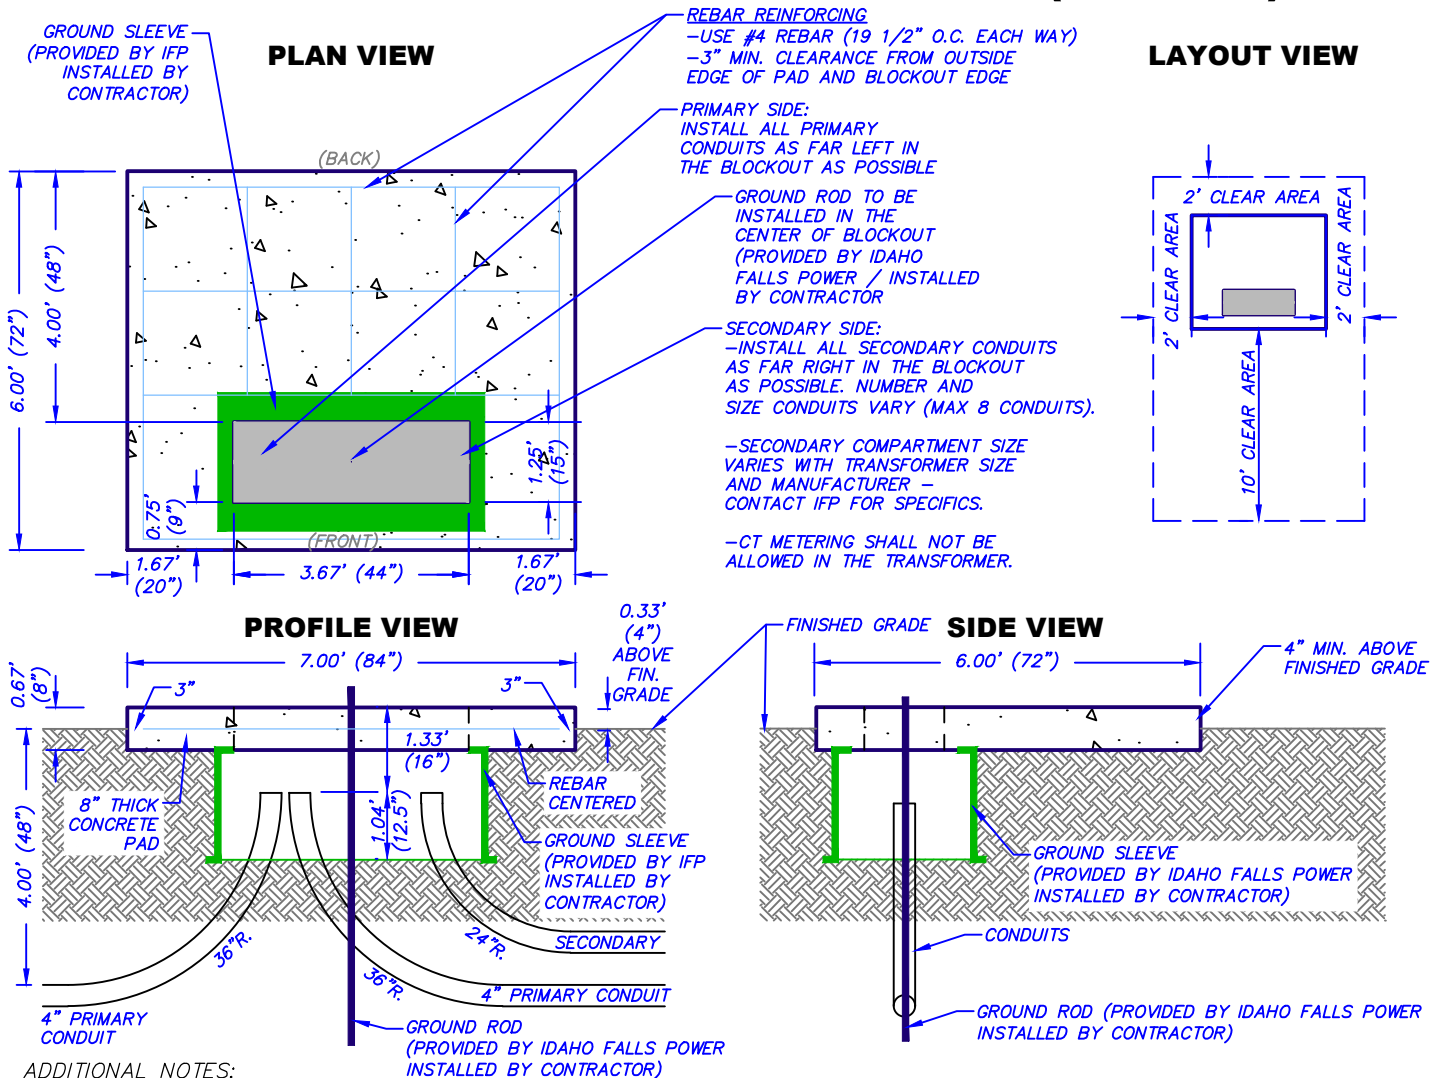 GROUND SLEEVE
(PROVIDED BY IFP
INSTALLED BY
CONTRACTOR)
PLAN VIEW
REBAR REINFORCING
-USE #4 REBAR (19 1/2" O.C. EACH WAY)
-3" MIN. CLEARANCE FROM OUTSIDE
EDGE OF PAD AND BLOCKOUT EDGE
LAYOUT VIEW
PRIMARY SIDE:
INSTALL ALL PRIMARY
CONDUITS AS FAR LEFT IN
THE BLOCKOUT AS POSSIBLE
(BACK)
GROUND ROD TO BE
INSTALLED IN THE
CENTER OF BLOCKOUT
(PROVIDED BY IDAHO
FALLS POWER / INSTALLED
BY CONTRACTOR
2' CLEAR AREA
2' CLEAR AREA
2' CLEAR AREA
10' CLEAR AREA
6.00' (72")
4.00' (48")
SECONDARY SIDE:
-INSTALL ALL SECONDARY CONDUITS
AS FAR RIGHT IN THE BLOCKOUT
AS POSSIBLE. NUMBER AND
SIZE CONDUITS VARY (MAX 8 CONDUITS).
-SECONDARY COMPARTMENT SIZE
VARIES WITH TRANSFORMER SIZE
AND MANUFACTURER -
CONTACT IFP FOR SPECIFICS.
-CT METERING SHALL NOT BE
ALLOWED IN THE TRANSFORMER.
1.25'
(15")
0.75'
(9")
(FRONT)
1.67'
(20")
3.67' (44")
1.67'
(20")
PROFILE VIEW
7.00' (84")
0.33'
(4")
ABOVE
FIN.
GRADE
FINISHED GRADE
SIDE VIEW
6.00' (72")
4" MIN. ABOVE
FINISHED GRADE
0.67'
(8")
3"
3"
1.33'
(16")
REBAR
CENTERED
8" THICK
CONCRETE
PAD
1.04'
(12.5")
4.00' (48")
GROUND SLEEVE
(PROVIDED BY IFP
INSTALLED BY
CONTRACTOR)
GROUND SLEEVE
(PROVIDED BY IDAHO FALLS POWER
INSTALLED BY CONTRACTOR)
36"R.
36"R.
24"R.
SECONDARY
CONDUITS
4" PRIMARY CONDUIT
4" PRIMARY
CONDUIT
GROUND ROD
(PROVIDED BY IDAHO FALLS POWER
INSTALLED BY CONTRACTOR)
GROUND ROD (PROVIDED BY IDAHO FALLS POWER
INSTALLED BY CONTRACTOR)
ADDITIONAL NOTES: